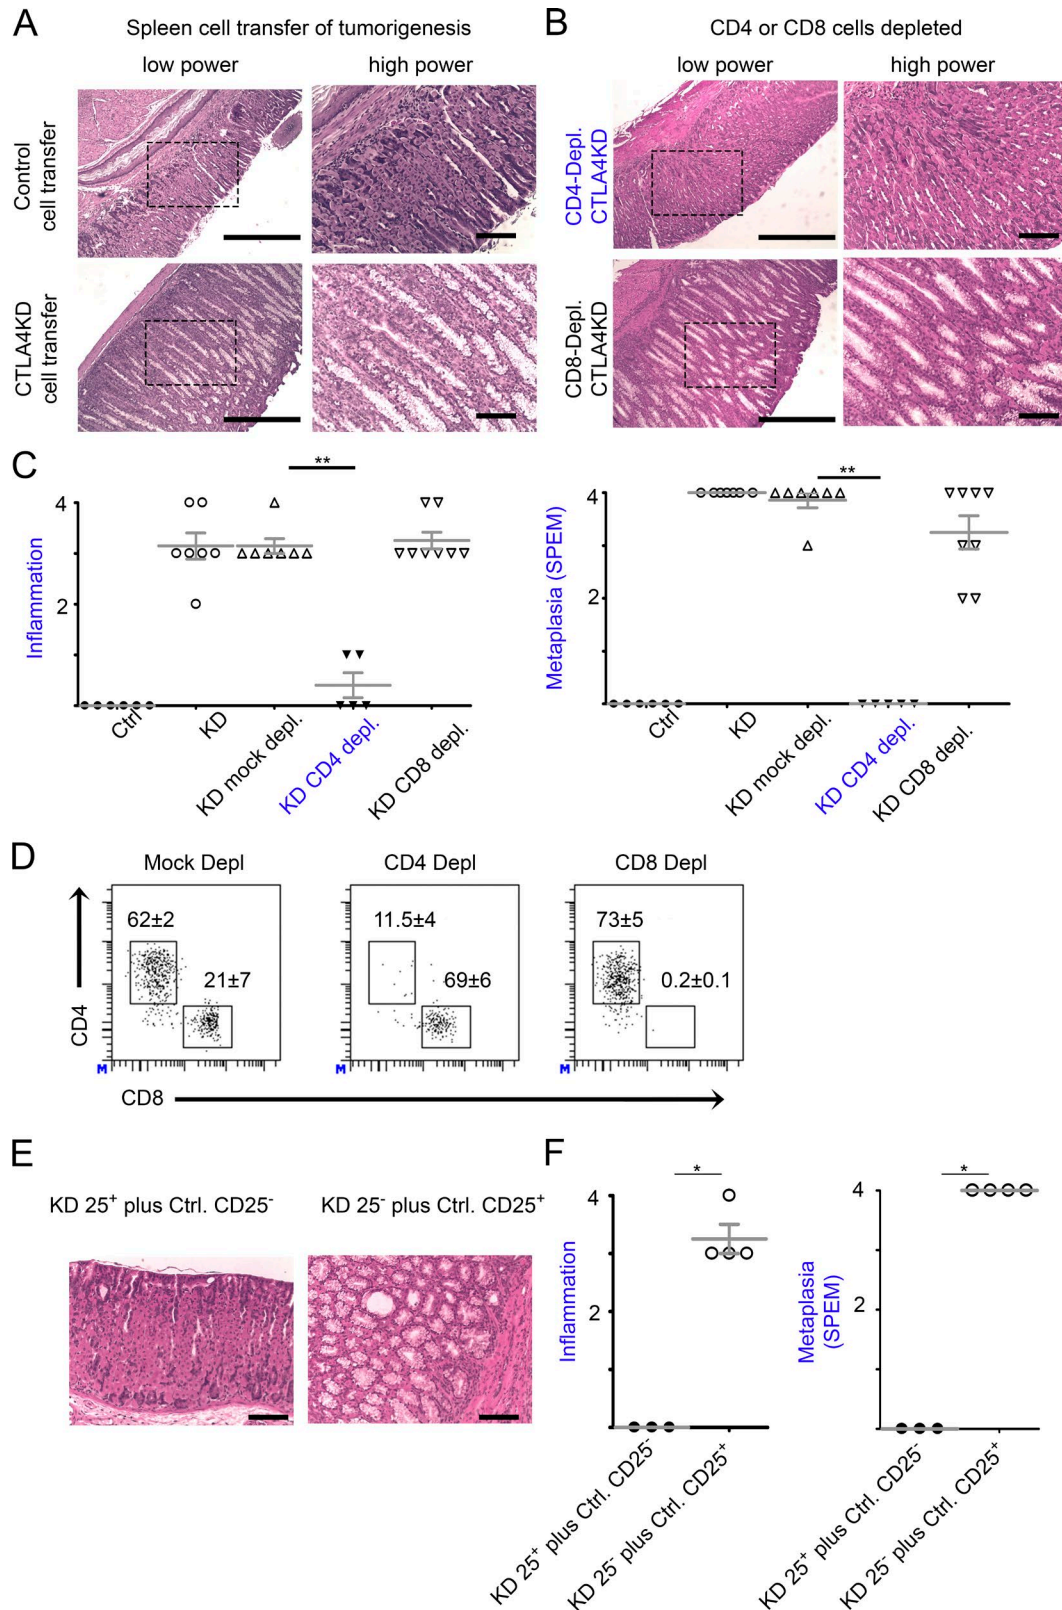 A
Spleen cell transfer of tumorigenesis
low power
high power
Control
cell transfer
CTLA4KD
cell transfer
B
CD4 or CD8 cells depleted
low power
high power
CD4-Depl.
CTLA4KD
CD8-Depl.
CTLA4KD
C
**
4
2
Inflammation
Ctrl
KD
KD mock depl.
KD CD4 depl.
KD CD8 depl.
**
4
2
Metaplasia (SPEM)
Ctrl
KD
KD mock depl.
KD CD4 depl.
KD CD8 depl.
D
Mock Depl
CD4 Depl
CD8 Depl
62±2
21±7
11.5±4
69±6
73±5
0.2±0.1
CD4
M
M
M
CD8
E
KD 25⁺ plus Ctrl. CD25⁻
KD 25⁻ plus Ctrl. CD25⁺
F
*
4
2
Inflammation
KD 25⁺ plus Ctrl. CD25⁻
KD 25⁻ plus Ctrl. CD25⁺
*
4
2
Metaplasia
(SPEM)
KD 25⁺ plus Ctrl. CD25⁻
KD 25⁻ plus Ctrl. CD25⁺